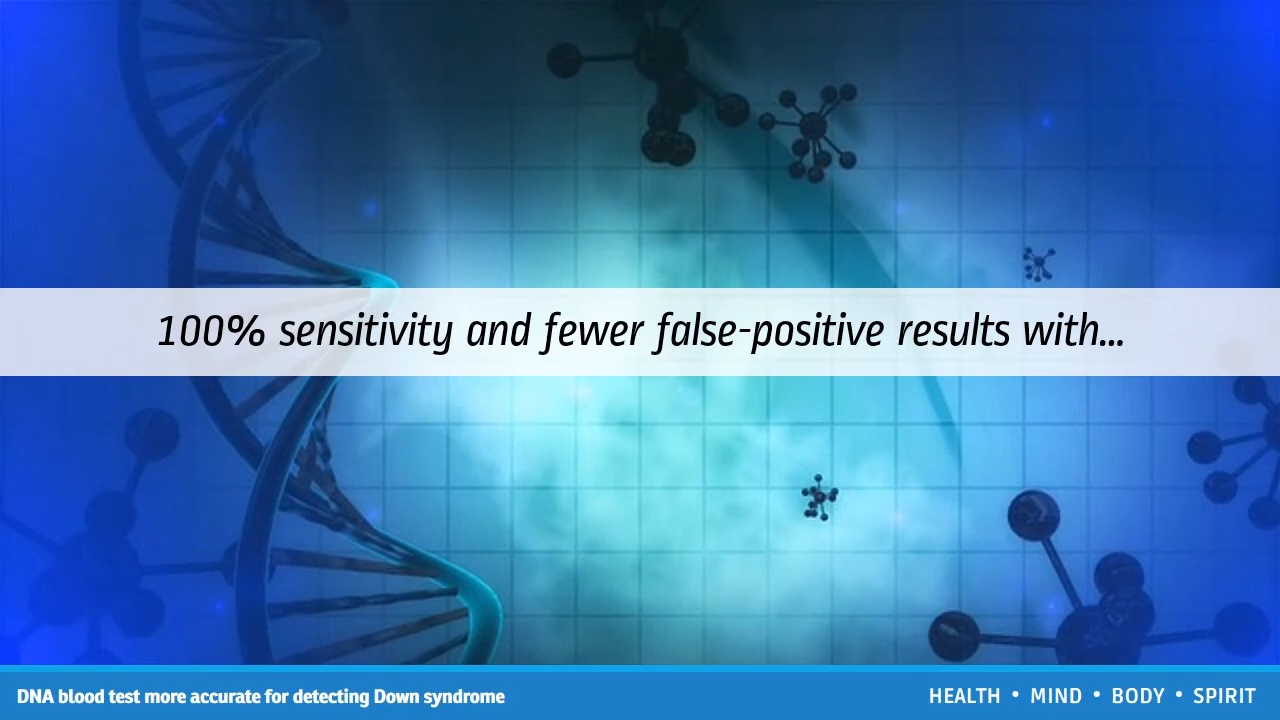 100% sensitivity and fewer false-positive results with...
DNA blood test more accurate for detecting Down syndrome
HEALTH • MIND • BODY • SPIRIT